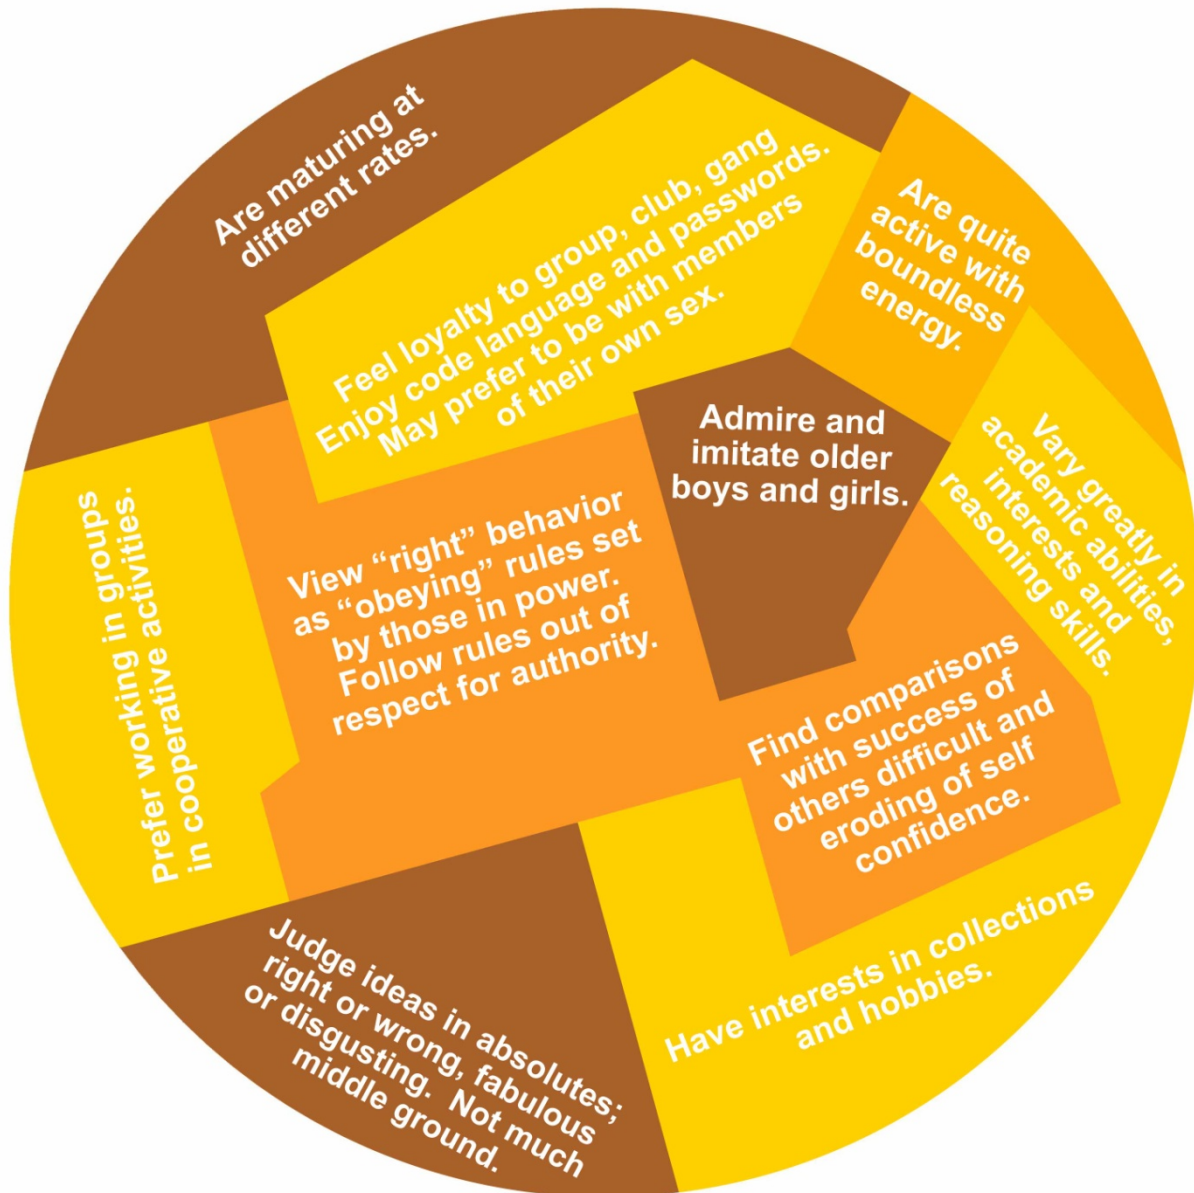 Are maturing at
different rates.
Feel loyalty to group, club, gang
Enjoy code language and passwords.
May prefer to be with members
of their own sex.
Are quite
active with
boundless
energy.
Admire and
imitate older
boys and girls.
Vary greatly in
academic abilities,
interests and
reasoning skills.
Prefer working in groups
in cooperative activities.
View “right” behavior
as “obeying” rules set
by those in power.
Follow rules out of
respect for authority.
Find comparisons
with success of
others difficult and
eroding of self
confidence.
Judge ideas in absolutes;
right or wrong, fabulous
or disgusting. Not much
middle ground.
Have interests in collections
and hobbies.